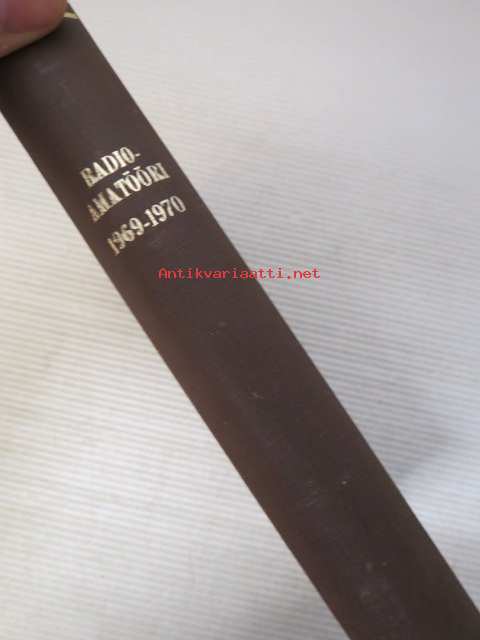 RADIO-
AMATÖÖRI
1969-1970
Antikvariaatti.net